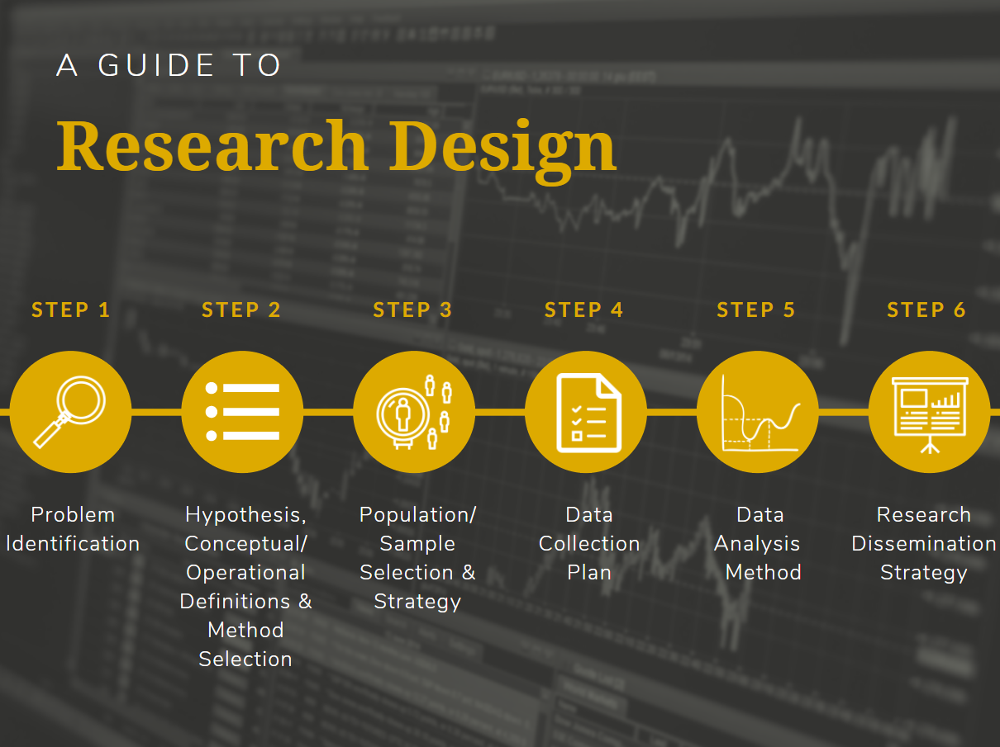 A GUIDE TO
Research Design
STEP 1
STEP 2
STEP 3
STEP 4
STEP 5
STEP 6
Problem
Identification
Hypothesis,
Conceptual/
Operational
Definitions &
Method
Selection
Population/
Sample
Selection &
Strategy
Data
Collection
Plan
Data
Analysis
Method
Research
Dissemination
Strategy